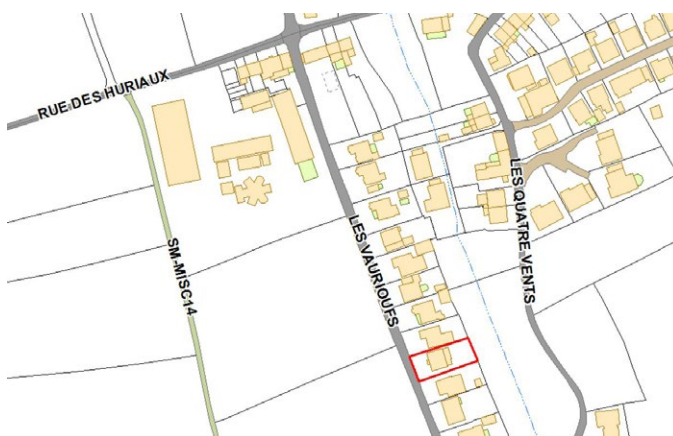 RUE DES HURIAUX
LES QUATRE VENTS
LES VAURIOUFS
SM-MISC14